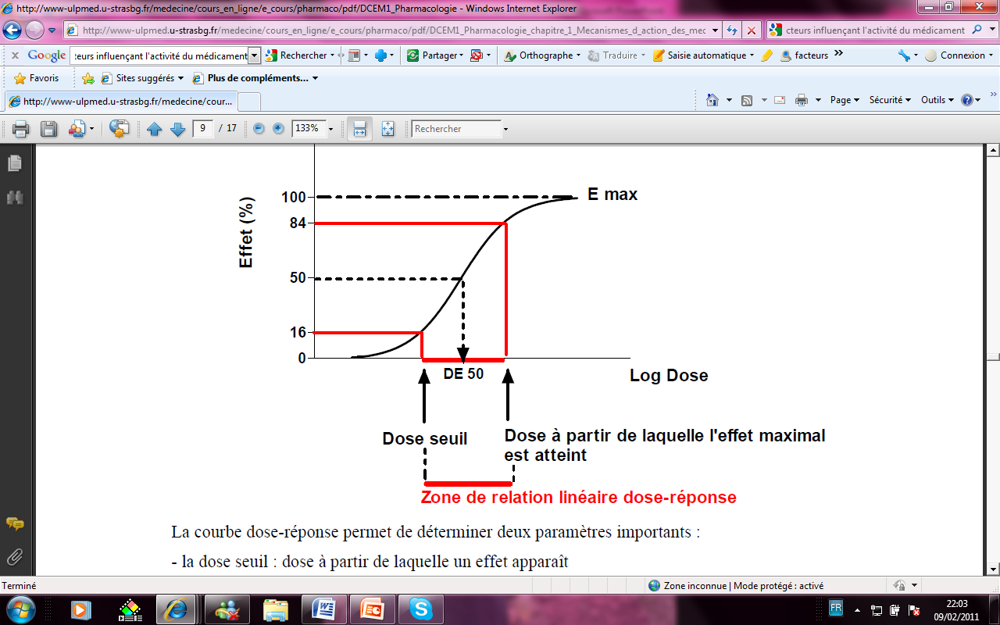 http://www-ulpmed.u-strasbg.fr/medecine/cours_en_ligne/e_cours/pharmaco/pdf/DCEM1_Pharmacologie - Windows Internet Explorer
http://www-ulpmed.u-strasbg.fr/medecine/cours_en_ligne/e_cours/pharmaco/pdf/DCEM1_Pharmacologie_chapitre_1_Mecanismes_d_action_des_mec
cteurs influençant l'activité du médicament
x Google :teurs influençant l'activité du médicament Rechercher Partager Orthographe Traduire Saisie automatique facteurs Connexion
Favoris Sites suggérés Plus de compléments...
http://www-ulpmed.u-strasbg.fr/medecine/cour... Page Sécurité Outils
9 / 17 133% Rechercher
Effet (%)
100 E max
84
50
16
0
DE 50
Log Dose
Dose seuil
Dose à partir de laquelle l'effet maximal
est atteint
Zone de relation linéaire dose-réponse
La courbe dose-réponse permet de déterminer deux paramètres importants :
- la dose seuil : dose à partir de laquelle un effet apparaît
Terminé Zone inconnue | Mode protégé : activé
FR 22:03
09/02/2011